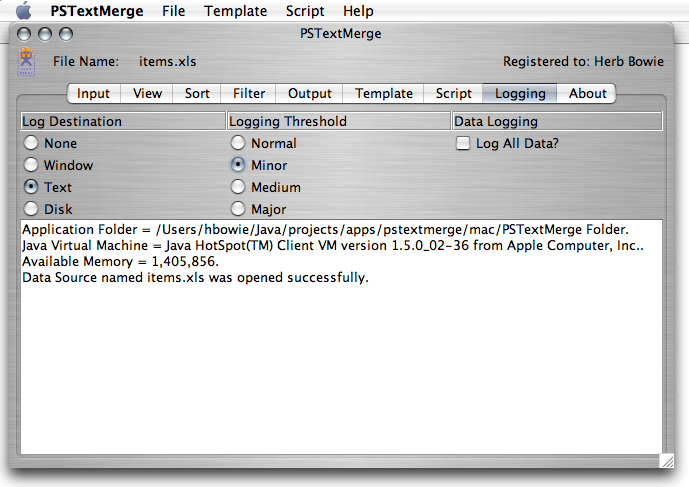 PSTextMerge File Template Script Help
PSTextMerge
File Name: items.xls Registered to: Herb Bowie
Input View Sort Filter Output Template Script Logging About
Log Destination Logging Threshold Data Logging
None Normal Log All Data?
Window Minor
Text Medium
Disk Major
Application Folder = /Users/hbowie/Java/projects/apps/pstextmerge/mac/PSTextMerge Folder.
Java Virtual Machine = Java HotSpot(TM) Client VM version 1.5.0_02-36 from Apple Computer, Inc..
Available Memory = 1,405,856.
Data Source named items.xls was opened successfully.